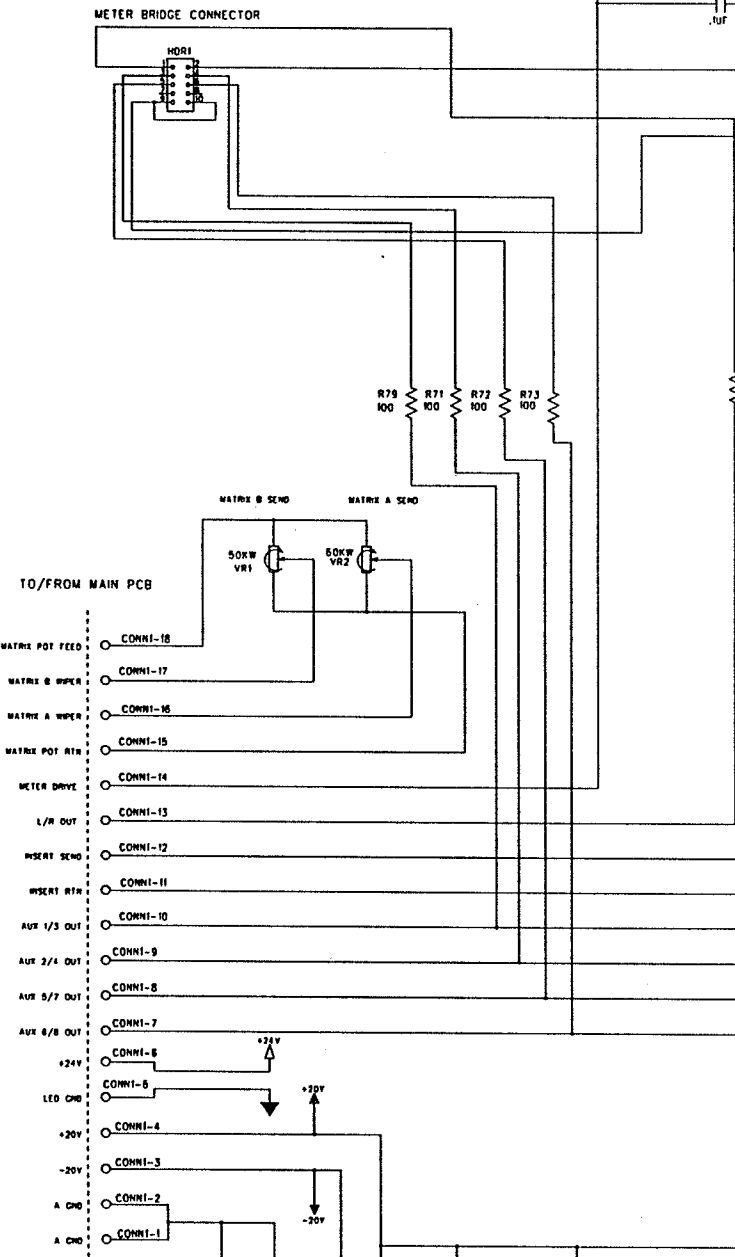 METER BRIDGE CONNECTOR
.1UF
HDR1
1
2
10
R79
100
R71
100
R72
100
R73
100
MATRIX B SEND
MATRIX A SEND
50KW
VR1
50KW
VR2
TO/FROM MAIN PCB
MATRIX POT FEED
CONN1-18
MATRIX B WIPER
CONN1-17
MATRIX A WIPER
CONN1-16
MATRIX POT RTN
CONN1-15
METER DRIVE
CONN1-14
L/R OUT
CONN1-13
INSERT SEND
CONN1-12
INSERT RTN
CONN1-11
AUX 1/3 OUT
CONN1-10
AUX 2/4 OUT
CONN1-9
AUX 5/7 OUT
CONN1-8
AUX 6/8 OUT
CONN1-7
+24V
CONN1-6
+24V
LED GND
CONN1-5
+20V
+20V
CONN1-4
-20V
CONN1-3
A GND
CONN1-2
-20V
A GND
CONN1-1